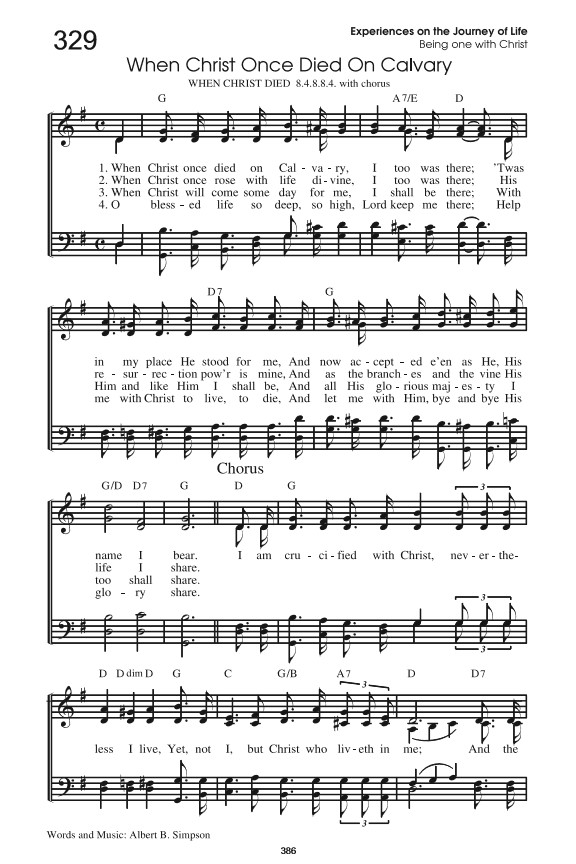 329
Experiences on the Journey of Life
Being one with Christ
When Christ Once Died On Calvary
WHEN CHRIST DIED 8.4.8.8.4. with chorus
G A7/E D
1. When Christ once died on Cal - va - ry, I too was there; 'Twas
2. When Christ once rose with life di - vine, I too was there; His
3. When Christ will come some day for me, I shall be there; With
4. O bless - ed life so deep, so high, Lord keep me there; Help
D7 G
in my place He stood for me, And now ac - cept - ed e'en as He, His
re - sur - rec - tion pow'r is mine, And as the branch - es and the vine His
Him and like Him I shall be, And all His glo - rious maj - es - ty I
me with Christ to live, to die, And let me with Him, bye and bye His
Chorus
G/D D7 G D G
3 3
name I bear. I am cru - ci - fied with Christ, nev - er - the-
life I share.
too shall share.
glo - ry share.
3 3
D D dim D G C G/B A7 D D7
3
less I live, Yet, not I, but Christ who liv - eth in me; And the
3
Words and Music: Albert B. Simpson
386